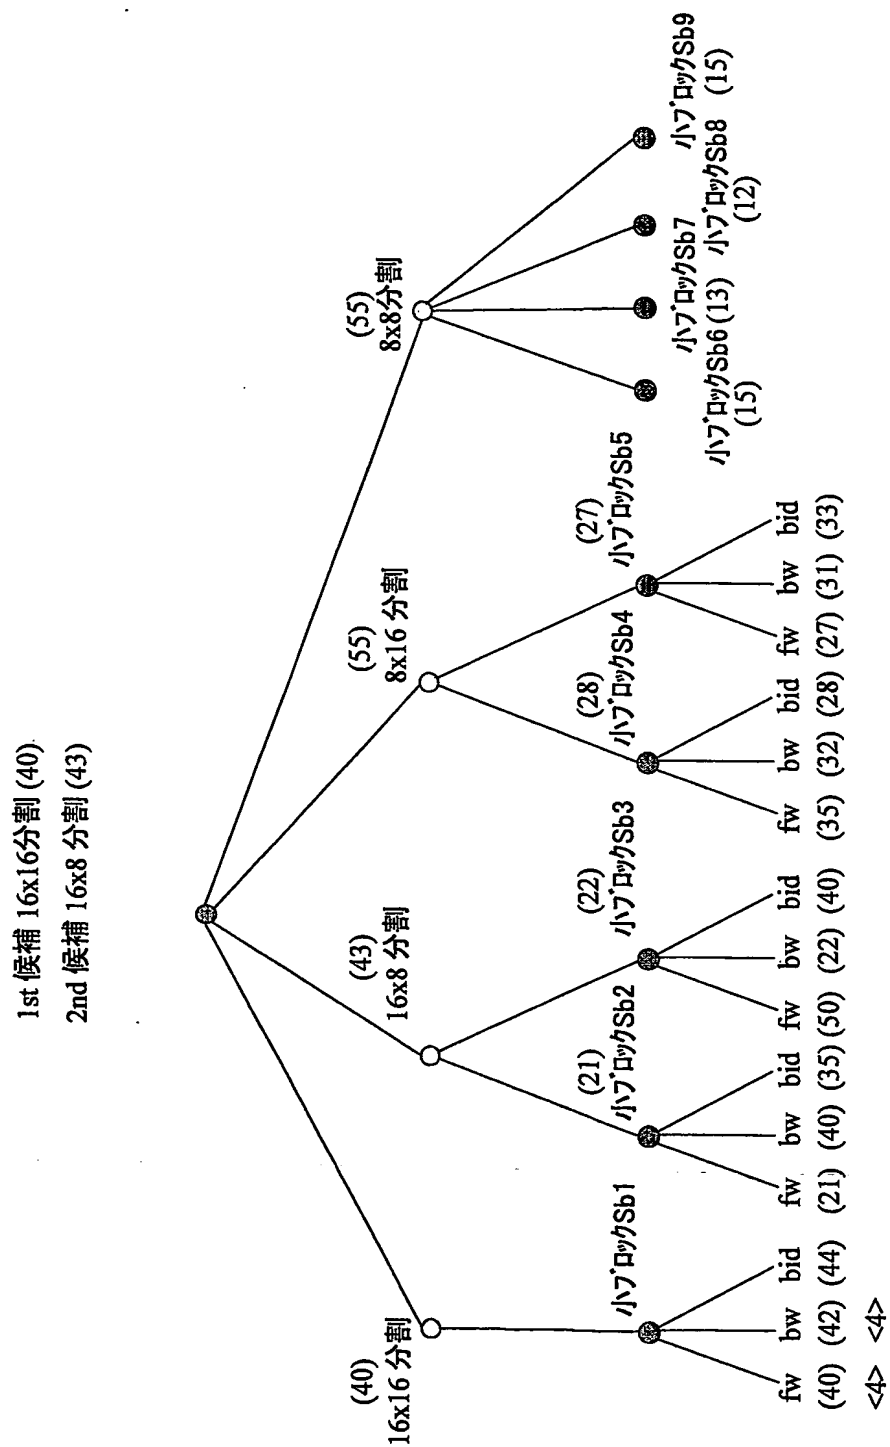 1st 候補 16x16分割 (40)
2nd 候補 16x8 分割 (43)
(40)
16x16 分割
(43)
16x8 分割
(55)
8x16 分割
(55)
8x8分割
小ブロックSb1
(21)
小ブロックSb2
(22)
小ブロックSb3
(28)
小ブロックSb4
(27)
小ブロックSb5
小ブロックSb6
(15)
小ブロックSb7
(13)
小ブロックSb8
(12)
小ブロックSb9
(15)
fw bw bid fw bw bid fw bw bid fw bw bid fw bw bid
(40) (42) (44) (21) (40) (35) (50) (22) (40) (35) (32) (28) (27) (31) (33)
<4> <4>